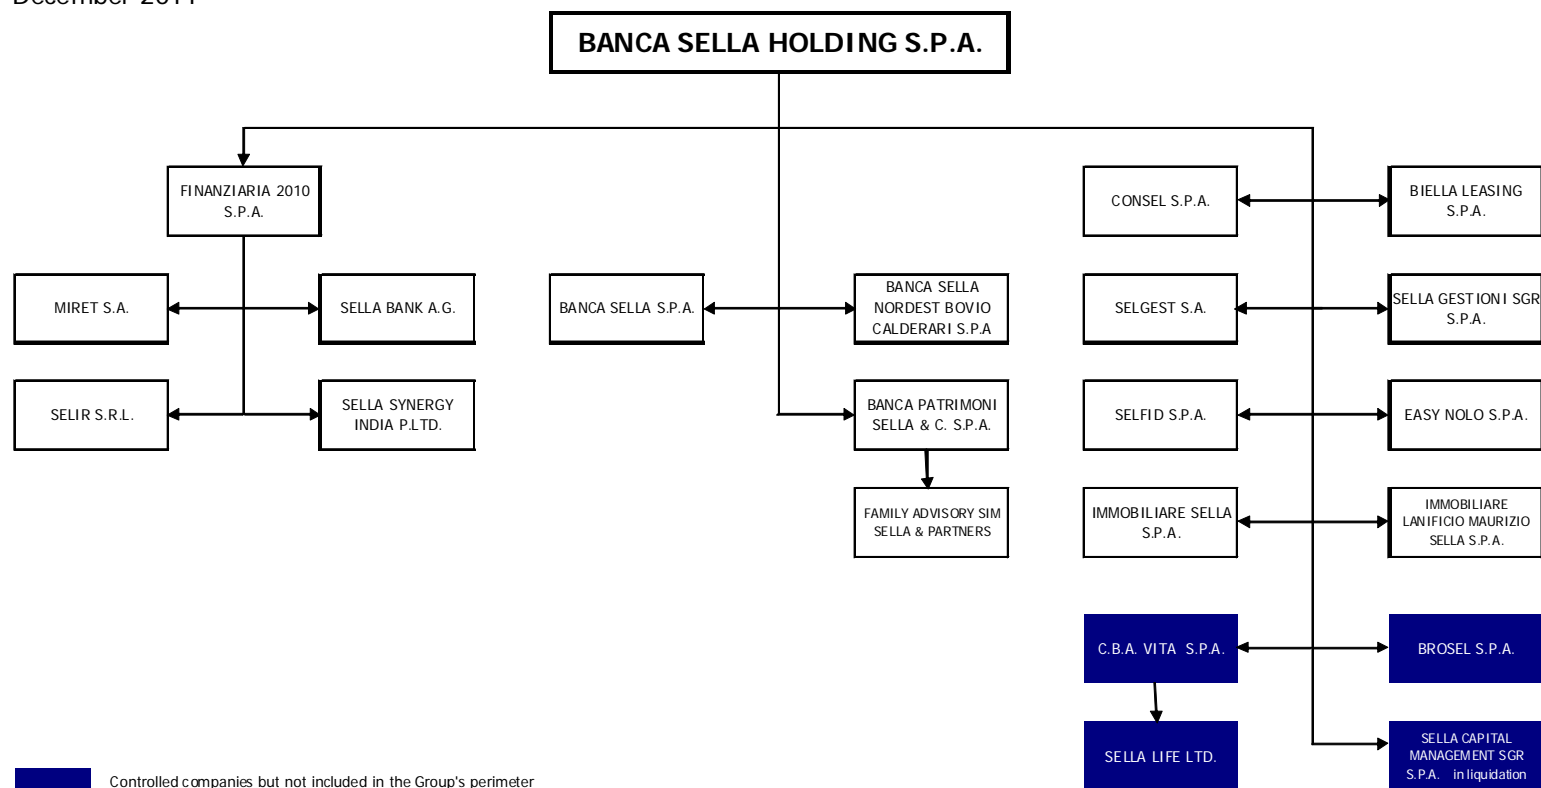 BANCA SELLA HOLDING S.P.A.
FINANZIARIA 2010
S.P.A.
CONSEL S.P.A.
BIELLA LEASING
S.P.A.
MIRET S.A.
SELLA BANK A.G.
BANCA SELLA S.P.A.
BANCA SELLA
NORDEST BOVIO
CALDERARI S.P.A
SELGEST S.A.
SELLA GESTIONI SGR
S.P.A.
SELIR S.R.L.
SELLA SYNERGY
INDIA P.LTD.
BANCA PATRIMONI
SELLA & C. S.P.A.
SELFID S.P.A.
EASY NOLO S.P.A.
FAMILY ADVISORY SIM
SELLA & PARTNERS
IMMOBILIARE SELLA
S.P.A.
IMMOBILIARE
LANIFICIO MAURIZIO
SELLA S.P.A.
C.B.A. VITA S.P.A.
BROSEL S.P.A.
SELLA LIFE LTD.
SELLA CAPITAL
MANAGEMENT SGR
S.P.A. in liquidation
Controlled companies but not included in the Group's perimeter